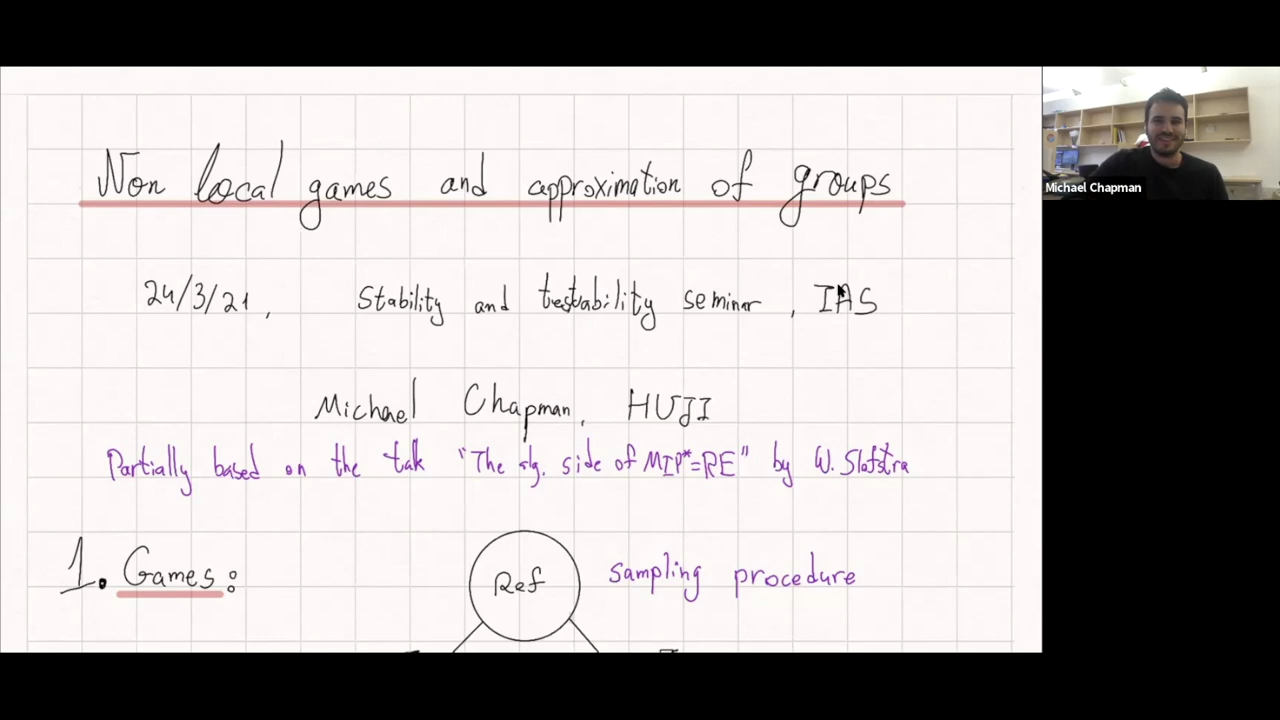 Non local games and approximation of groups
24/3/21, Stability and testability seminar, IAS
Michael Chapman, HUJI
Partially based on the talk "The alg. side of MIP*=RE" by W. Slofstra
1. Games:
Ref
Sampling procedure
Michael Chapman